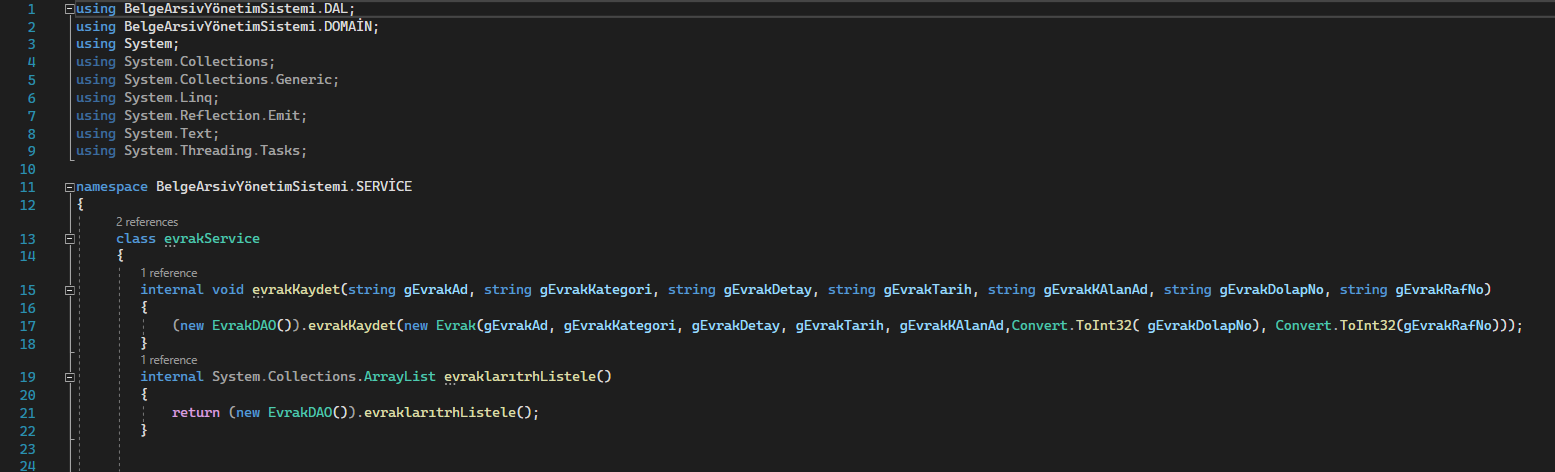 1 using BelgeArsivYönetimSistemi.DAL;
2 using BelgeArsivYönetimSistemi.DOMAİN;
3 using System;
4 using System.Collections;
5 using System.Collections.Generic;
6 using System.Linq;
7 using System.Reflection.Emit;
8 using System.Text;
9 using System.Threading.Tasks;
10
11 namespace BelgeArsivYönetimSistemi.SERVİCE
12 {
2 references
13 class evrakService
14 {
1 reference
15 internal void evrakKaydet(string gEvrakAd, string gEvrakKategori, string gEvrakDetay, string gEvrakTarih, string gEvrakKAlanAd, string gEvrakDolapNo, string gEvrakRafNo)
16 {
17 (new EvrakDAO()).evrakKaydet(new Evrak(gEvrakAd, gEvrakKategori, gEvrakDetay, gEvrakTarih, gEvrakKAlanAd,Convert.ToInt32( gEvrakDolapNo), Convert.ToInt32(gEvrakRafNo)));
18 }
1 reference
19 internal System.Collections.ArrayList evraklarıtrhListele()
20 {
21 return (new EvrakDAO()).evraklarıtrhListele();
22 }
23
24